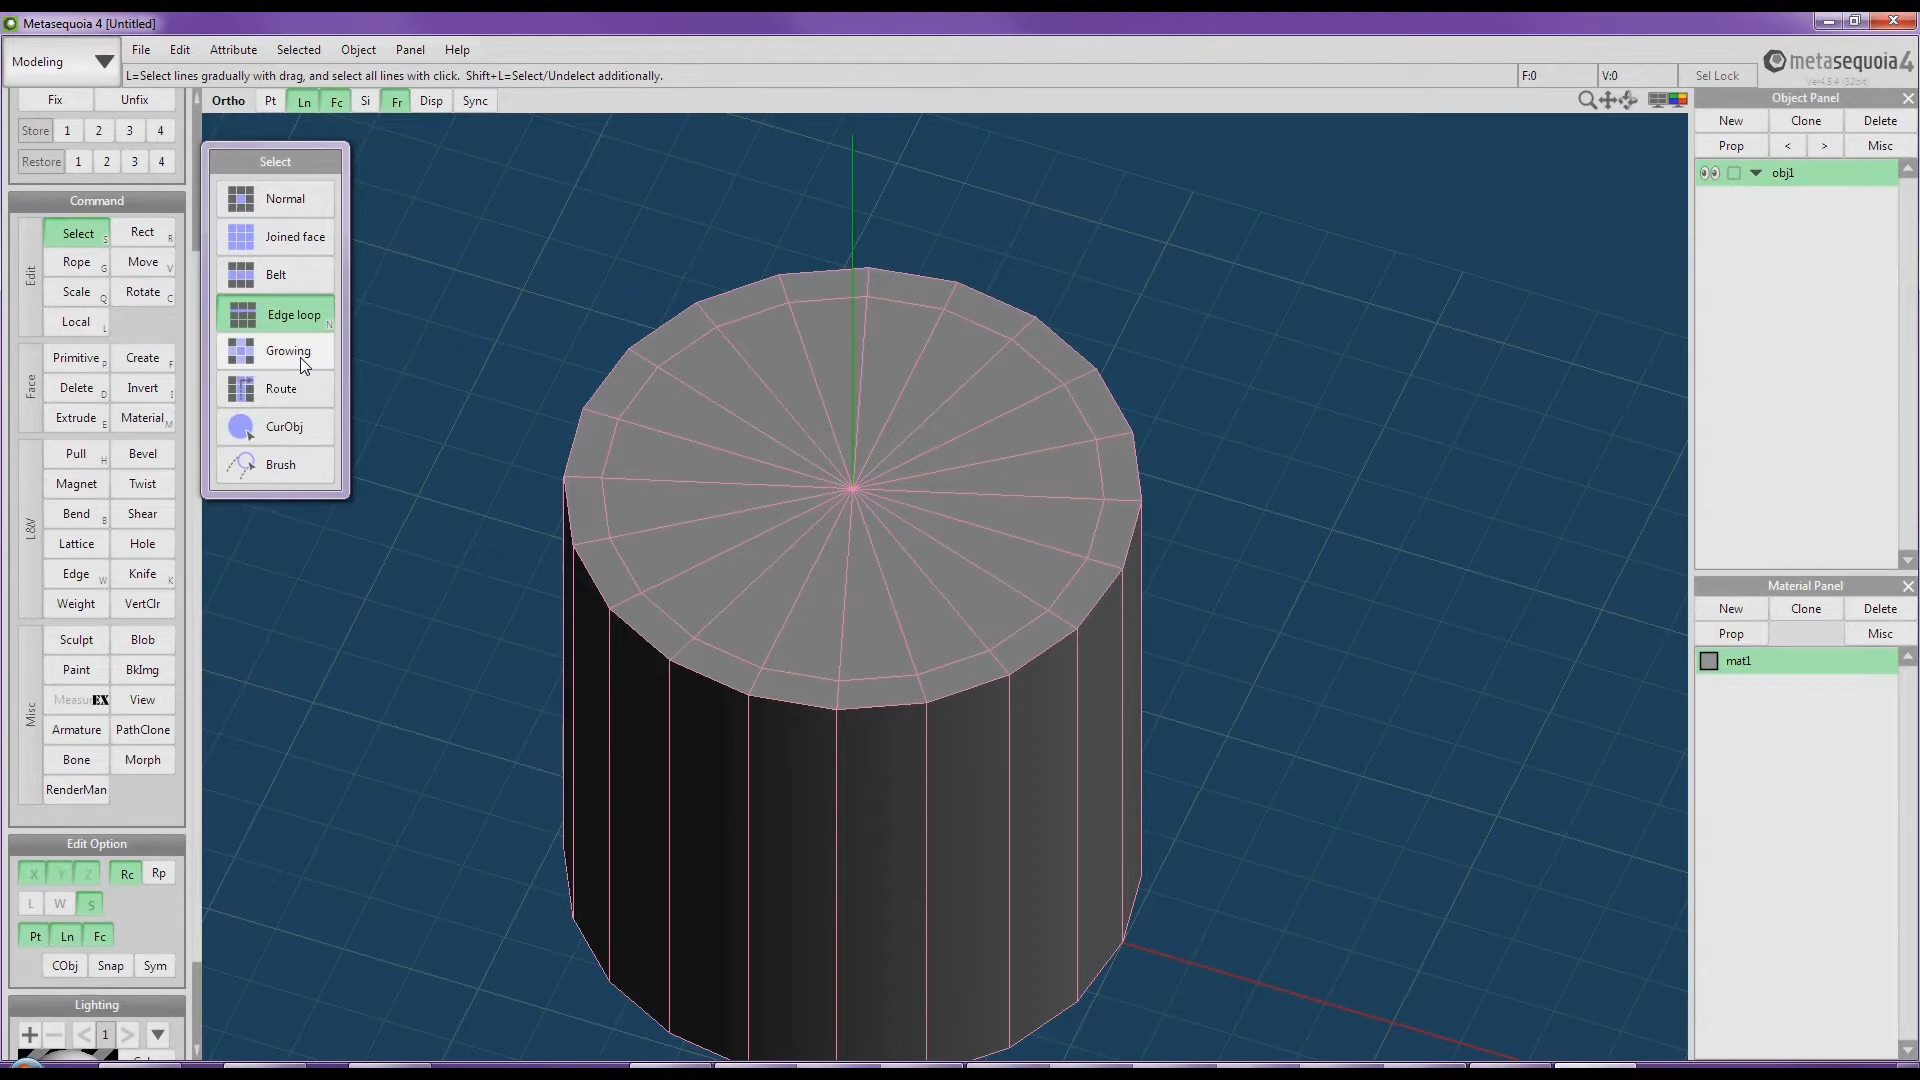 Metasequoia 4 [Untitled]
Modeling
File Edit Attribute Selected Object Panel Help
L=Select lines gradually with drag, and select all lines with click. Shift+L=Select/Undelect additionally.
F:0 V:0 Sel Lock
metasequoia4
Ortho Pt Ln Fc Si Fr Disp Sync
Fix Unfix
Store 1 2 3 4
Restore 1 2 3 4
Command
Edit
Select S Rect R
Rope G Move V
Scale Q Rotate C
Local L
Face
Primitive P Create F
Delete D Invert I
Extrude E Material M
L&W
Pull H Bevel
Magnet Twist
Bend B Shear
Lattice Hole
Edge W Knife K
Weight VertClr
Misc
Sculpt Blob
Paint BkImg
EX View
Armature PathClone
Bone Morph
RenderMan
Edit Option
X Y Z Rc Rp
L W S
Pt Ln Fc
CObj Snap Sym
Lighting
+ − < 1 >
Select
Normal
Joined face
Belt
Edge loop N
Growing
Route
CurObj
Brush
Object Panel
New Clone Delete
Prop < > Misc
obj1
Material Panel
New Clone Delete
Prop Misc
mat1